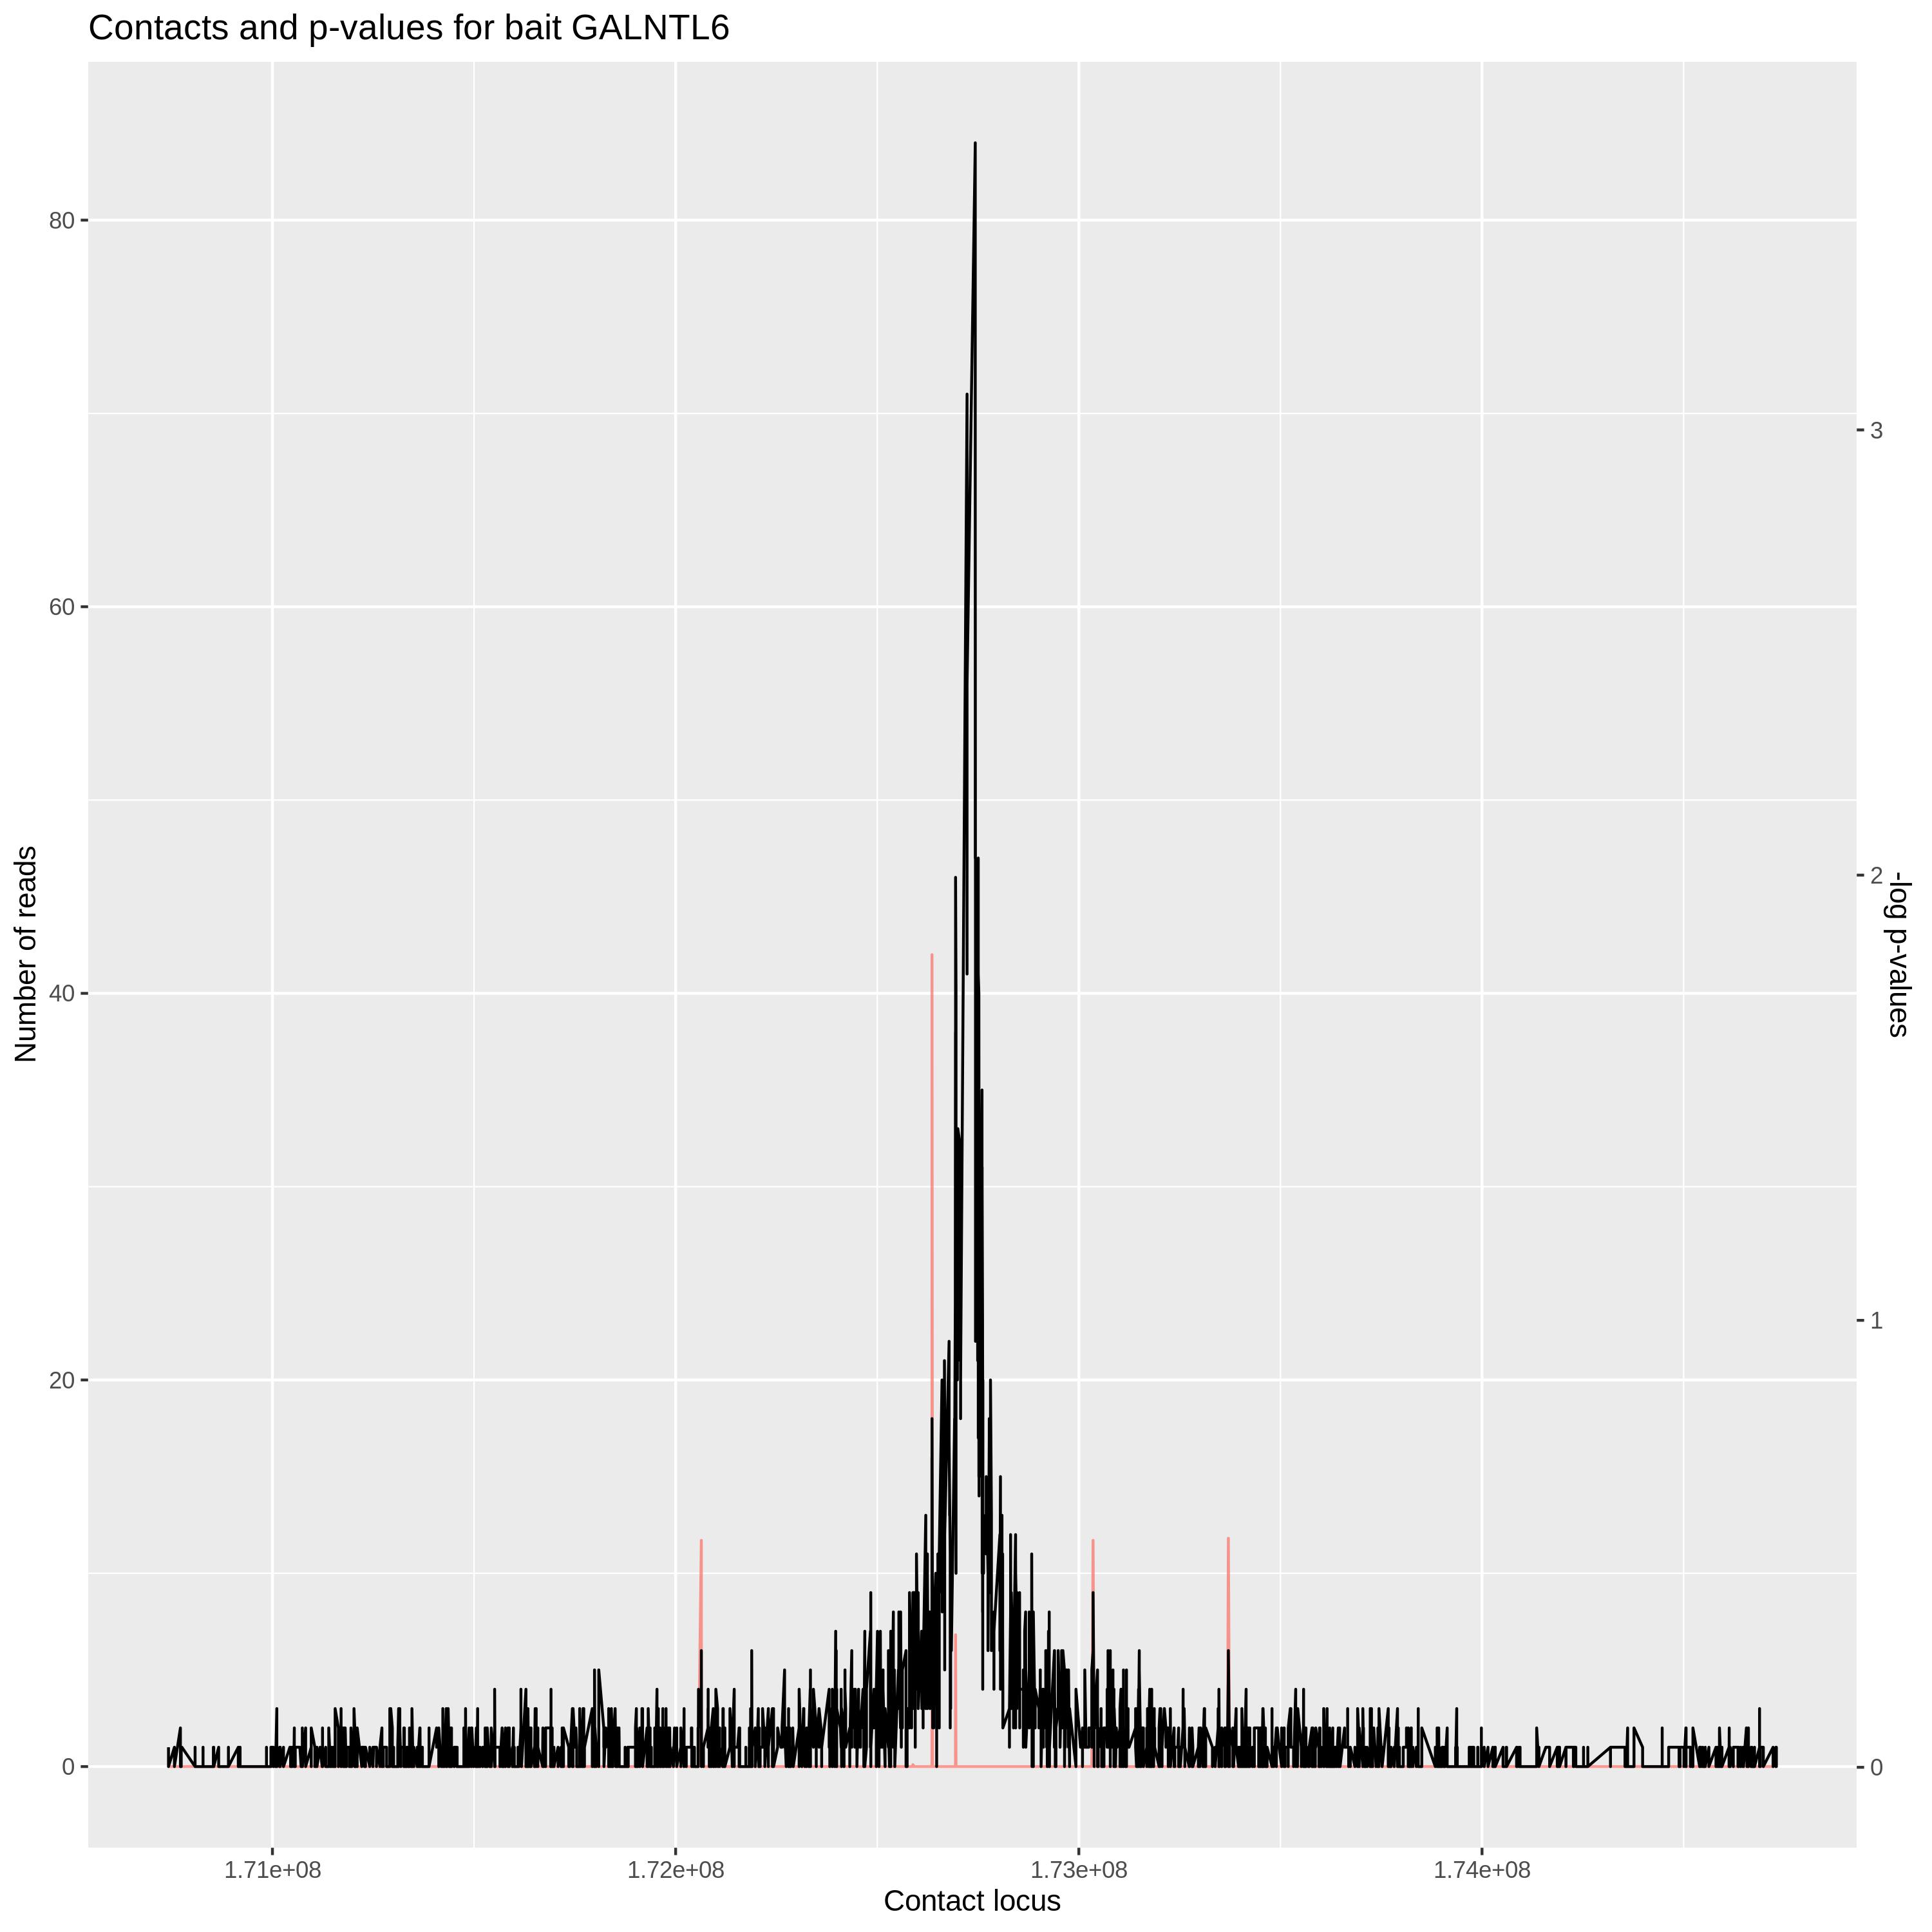 Contacts and p-values for bait GALNTL6
80
60
40
20
0
Number of reads
3
2
1
0
-log p-values
1.71e+08
1.72e+08
1.73e+08
1.74e+08
Contact locus